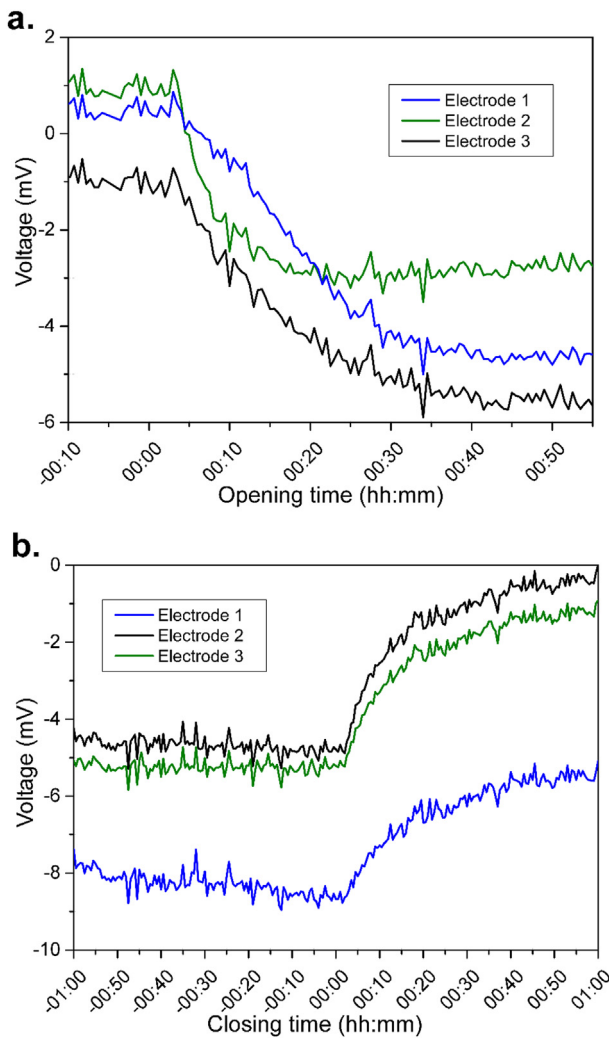 a.
2
0
-2
-4
-6
Voltage (mV)
Electrode 1
Electrode 2
Electrode 3
-00:10
00:00
00:10
00:20
00:30
00:40
00:50
Opening time (hh:mm)
b.
0
-2
-4
-6
-8
-10
Voltage (mV)
Electrode 1
Electrode 2
Electrode 3
-01:00
-00:50
-00:40
-00:30
-00:20
-00:10
00:00
00:10
00:20
00:30
00:40
00:50
01:00
Closing time (hh:mm)